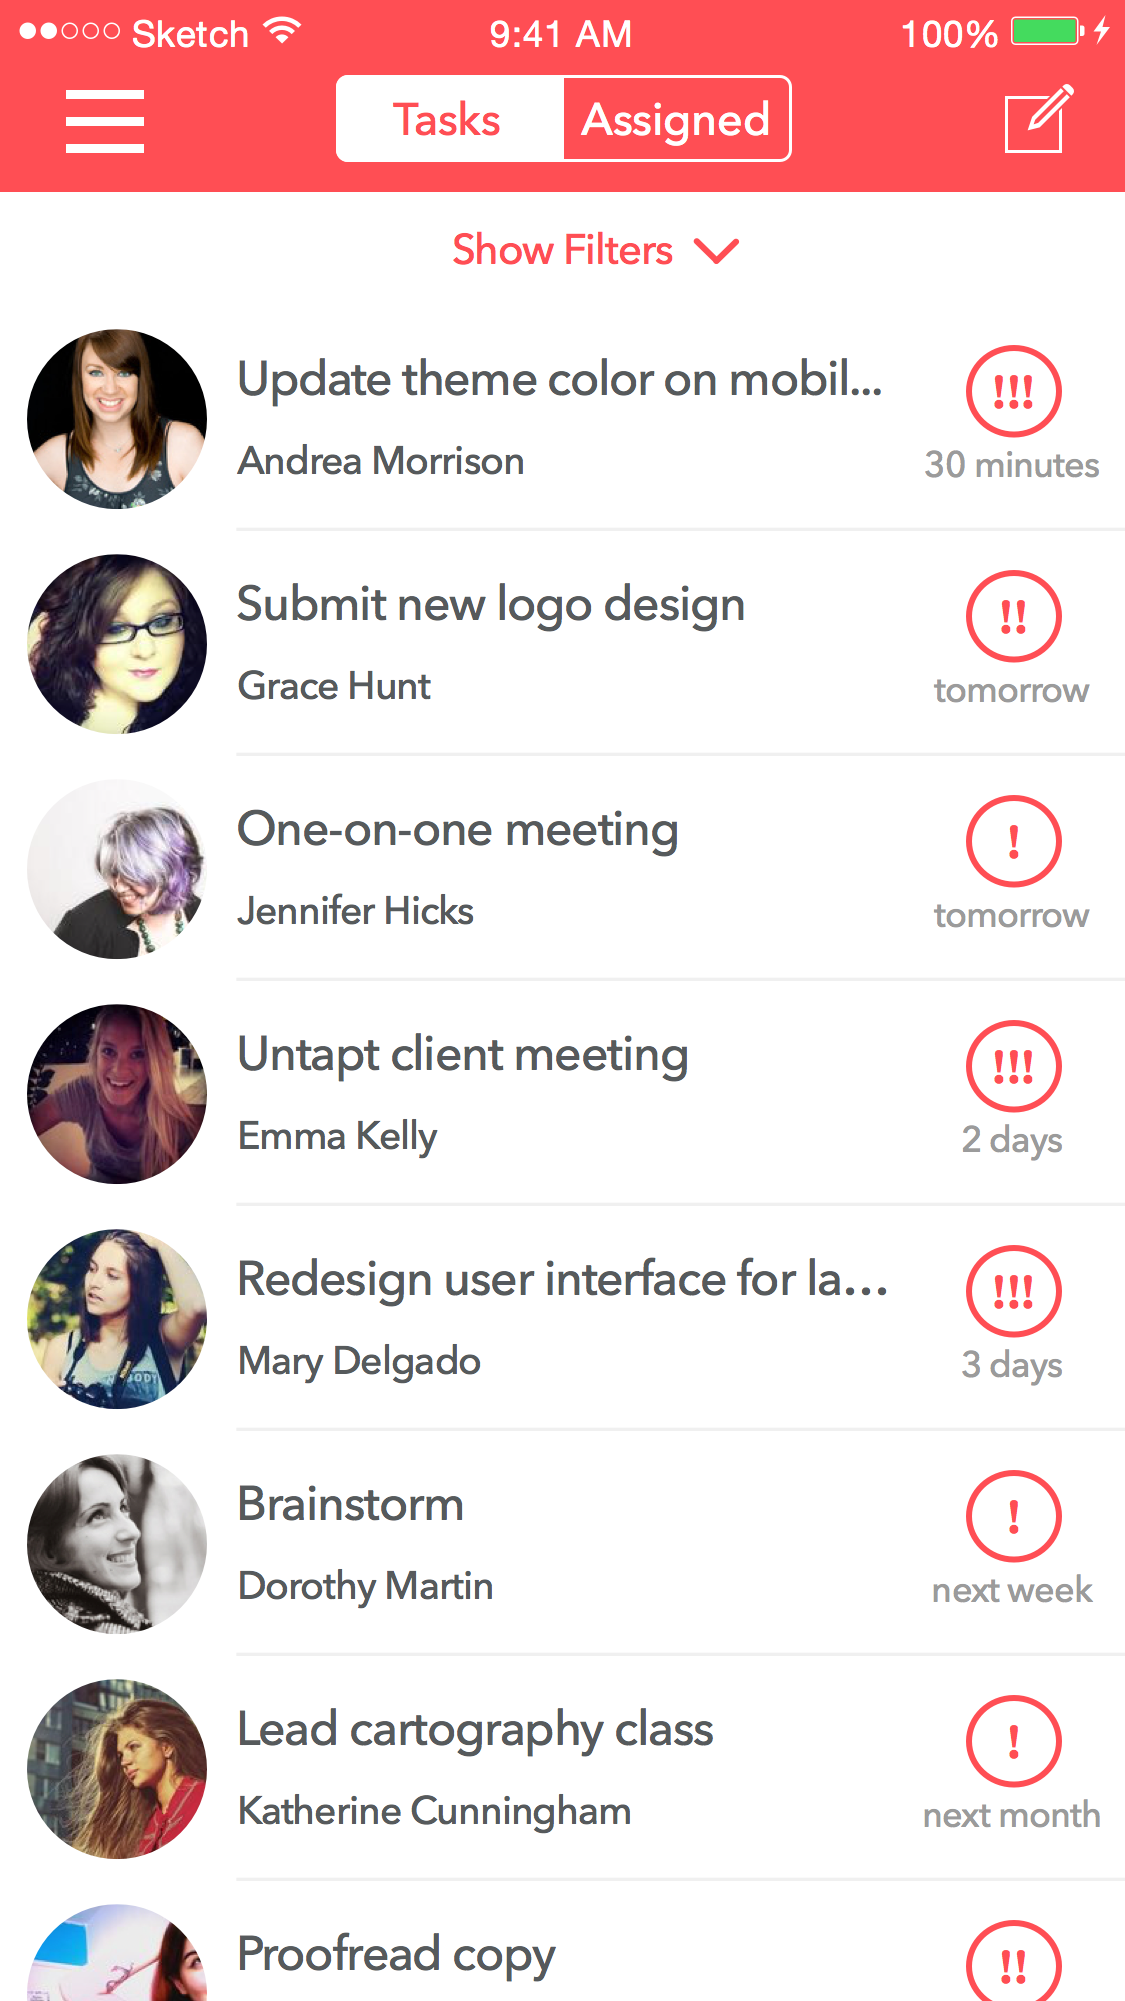 Sketch 9:41 AM 100%
Tasks Assigned
Show Filters
Update theme color on mobil...
!!!
Andrea Morrison
30 minutes
Submit new logo design
!!
Grace Hunt
tomorrow
One-on-one meeting
!
Jennifer Hicks
tomorrow
Untapt client meeting
!!!
Emma Kelly
2 days
Redesign user interface for la...
!!!
Mary Delgado
3 days
Brainstorm
!
Dorothy Martin
next week
Lead cartography class
!
Katherine Cunningham
next month
Proofread copy
!!